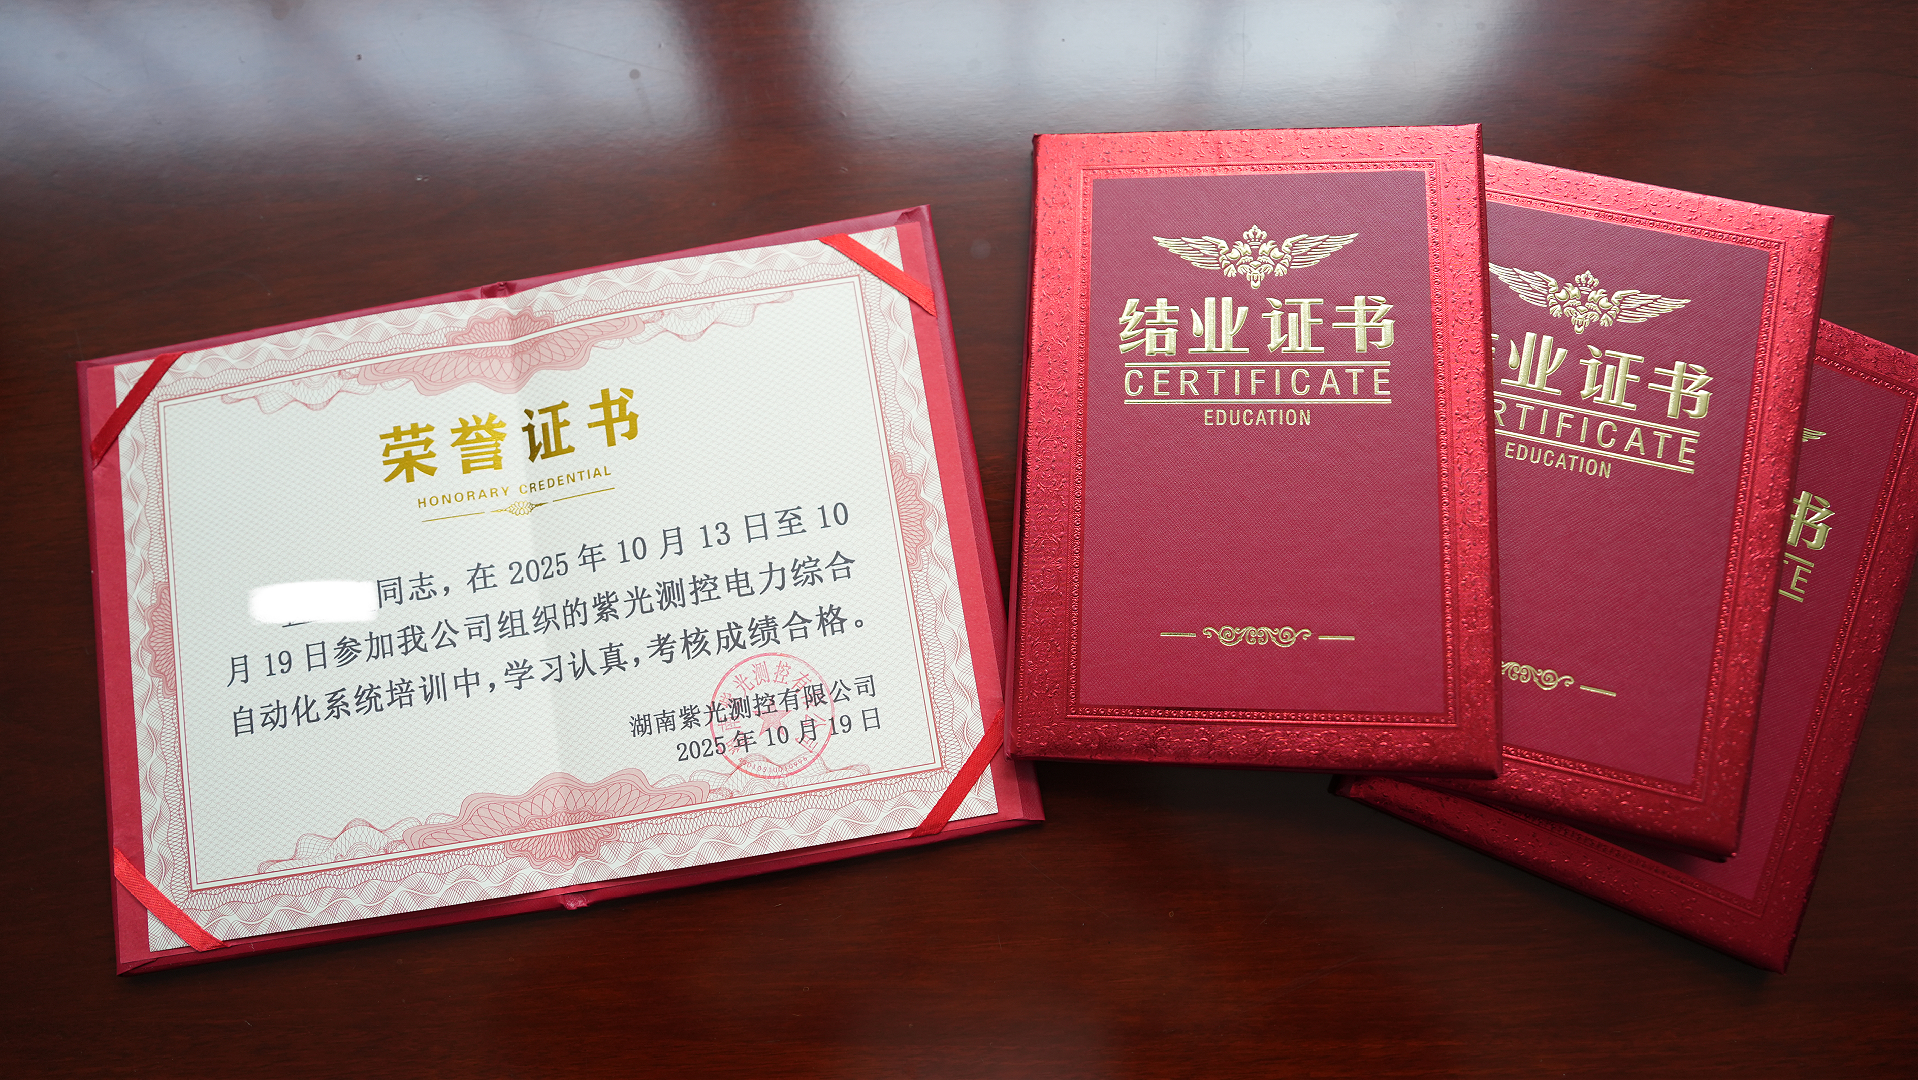 荣誉证书
HONORARY CREDENTIAL
同志，在 2025 年 10 月 13 日至 10
月 19 日参加我公司组织的紫光测控电力综合
自动化系统培训中，学习认真，考核成绩合格。
湖南紫光测控有限公司
2025 年 10 月 19 日
结业证书
CERTIFICATE
EDUCATION
业证书
RTIFICATE
EDUCATION
书
TE